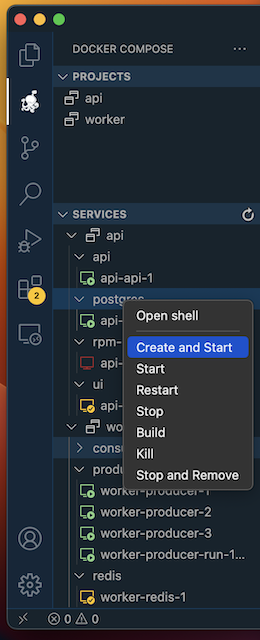 DOCKER COMPOSE
PROJECTS
api
worker
SERVICES
api
api
api-api-1
postgres
api-
rpm-
api-
ui
api-
wo
cons
produ
worker-producer-1
worker-producer-2
worker-producer-3
worker-producer-run-1...
redis
worker-redis-1
Open shell
Create and Start
Start
Restart
Stop
Build
Kill
Stop and Remove
2
0 0